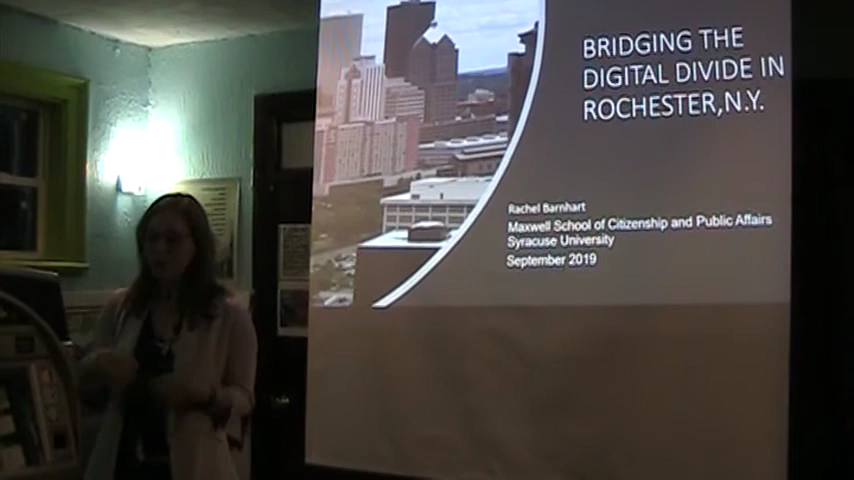 BRIDGING THE
DIGITAL DIVIDE IN
ROCHESTER,N.Y.
Rachel Barnhart
Maxwell School of Citizenship and Public Affairs
Syracuse University
September 2019